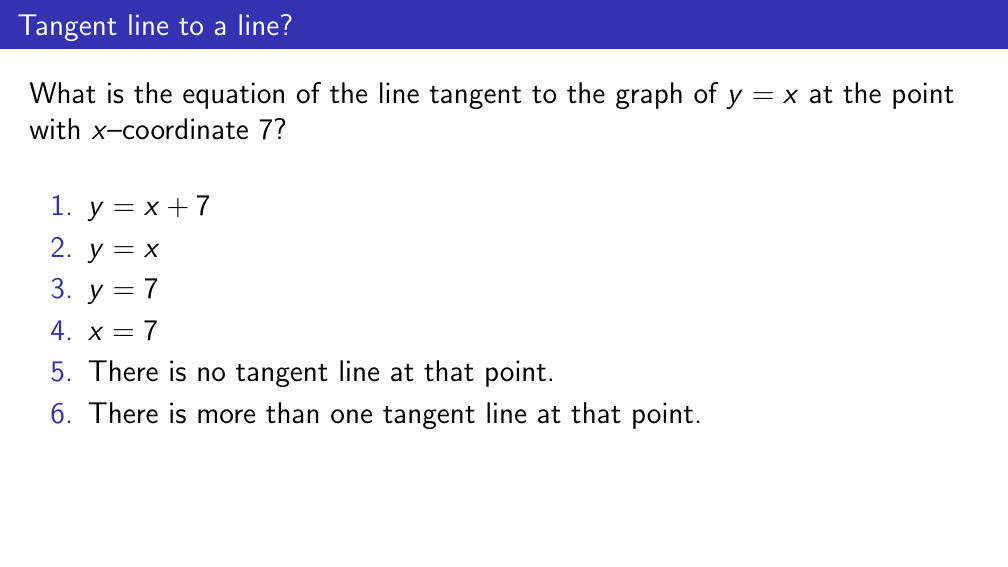 Tangent line to a line?
What is the equation of the line tangent to the graph of y = x at the point
with x–coordinate 7?
1. y = x + 7
2. y = x
3. y = 7
4. x = 7
5. There is no tangent line at that point.
6. There is more than one tangent line at that point.